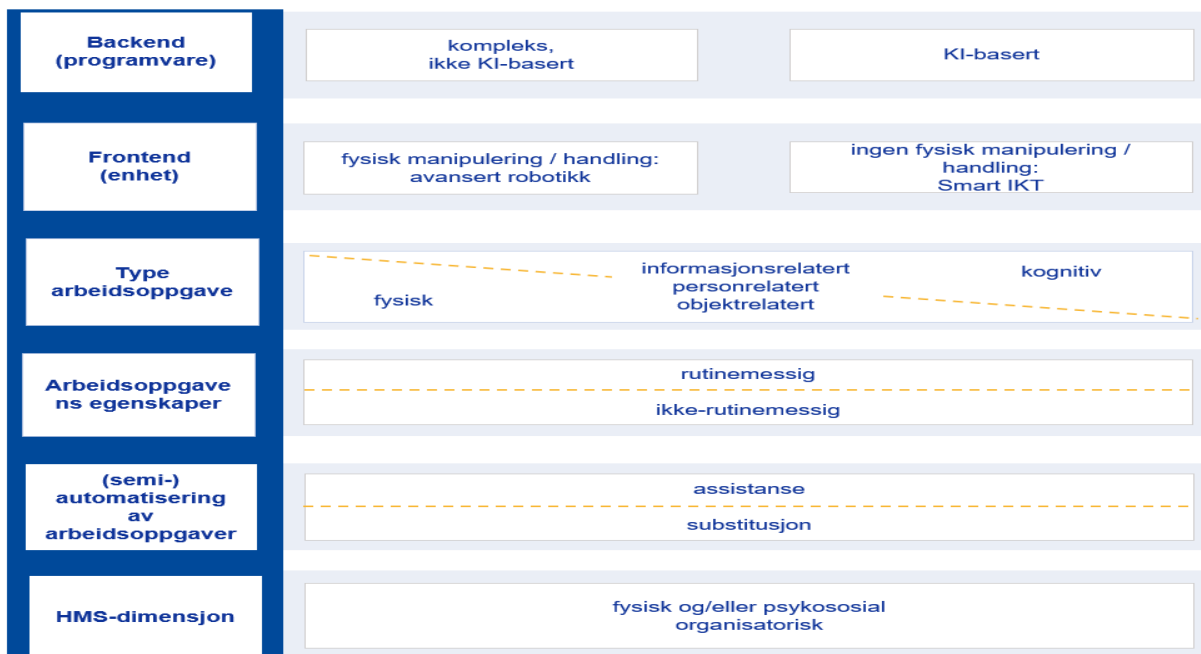 Backend
(programvare)
kompleks,
ikke KI-basert
KI-basert
Frontend
(enhet)
fysisk manipulering / handling:
avansert robotikk
ingen fysisk manipulering /
handling:
Smart IKT
Type
arbeidsoppgave
fysisk
informasjonsrelatert
personrelatert
objektrelatert
kognitiv
Arbeidsoppgave
ns egenskaper
rutinemessig
ikke-rutinemessig
(semi-)
automatisering
av
arbeidsoppgaver
assistanse
substitusjon
HMS-dimensjon
fysisk og/eller psykososial
organisatorisk